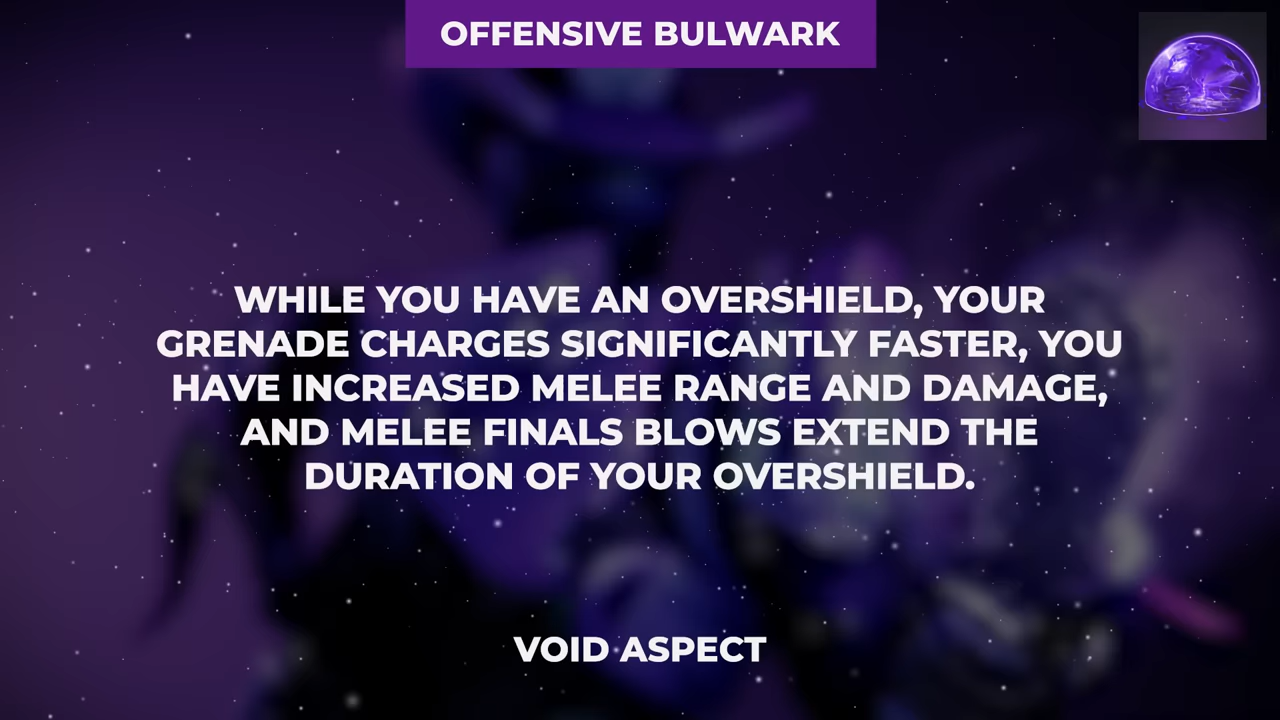 OFFENSIVE BULWARK
WHILE YOU HAVE AN OVERSHIELD, YOUR
GRENADE CHARGES SIGNIFICANTLY FASTER, YOU
HAVE INCREASED MELEE RANGE AND DAMAGE,
AND MELEE FINALS BLOWS EXTEND THE
DURATION OF YOUR OVERSHIELD.
VOID ASPECT